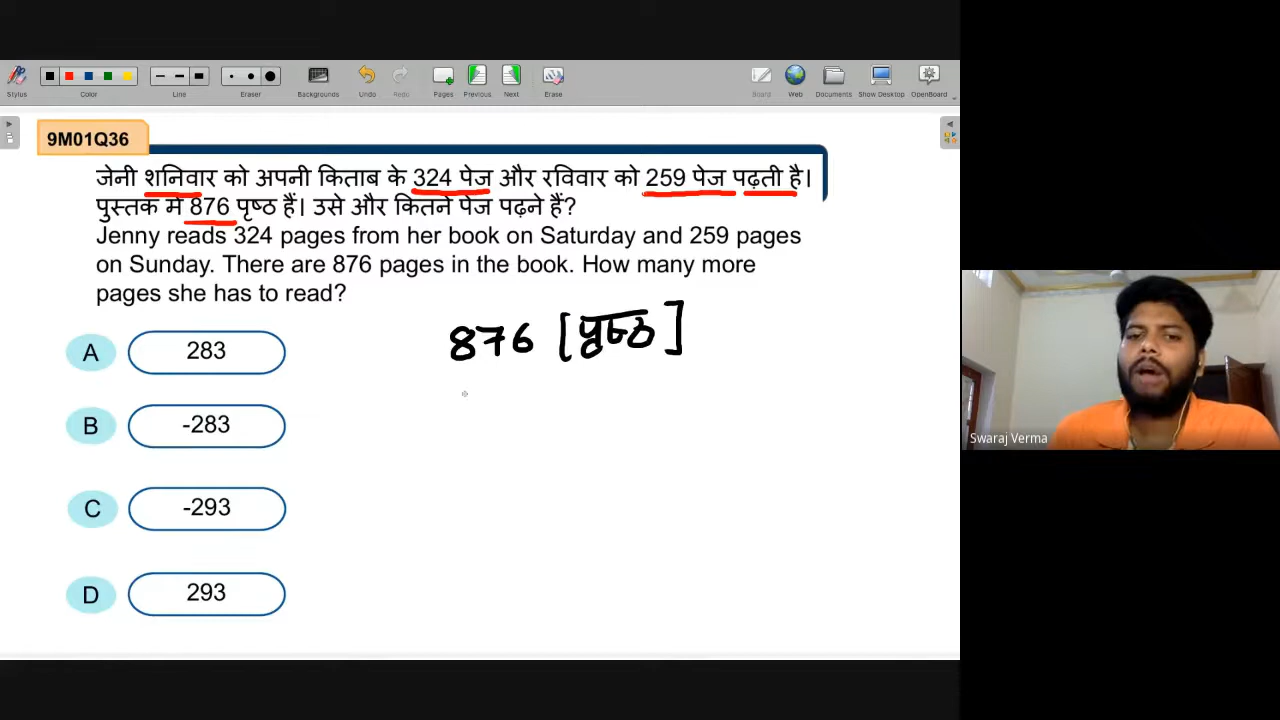 Stylus
Color
Line
Eraser
Backgrounds
Undo
Redo
Pages
Previous
Next
Erase
Board
Web
Documents
Show Desktop
OpenBoard
9M01Q36
जेनी शनिवार को अपनी किताब के 324 पेज और रविवार को 259 पेज पढ़ती है।
पुस्तक में 876 पृष्ठ हैं। उसे और कितने पेज पढ़ने हैं?
Jenny reads 324 pages from her book on Saturday and 259 pages
on Sunday. There are 876 pages in the book. How many more
pages she has to read?
876 [पृष्ठ]
A 283
B -283
C -293
D 293
Swaraj Verma